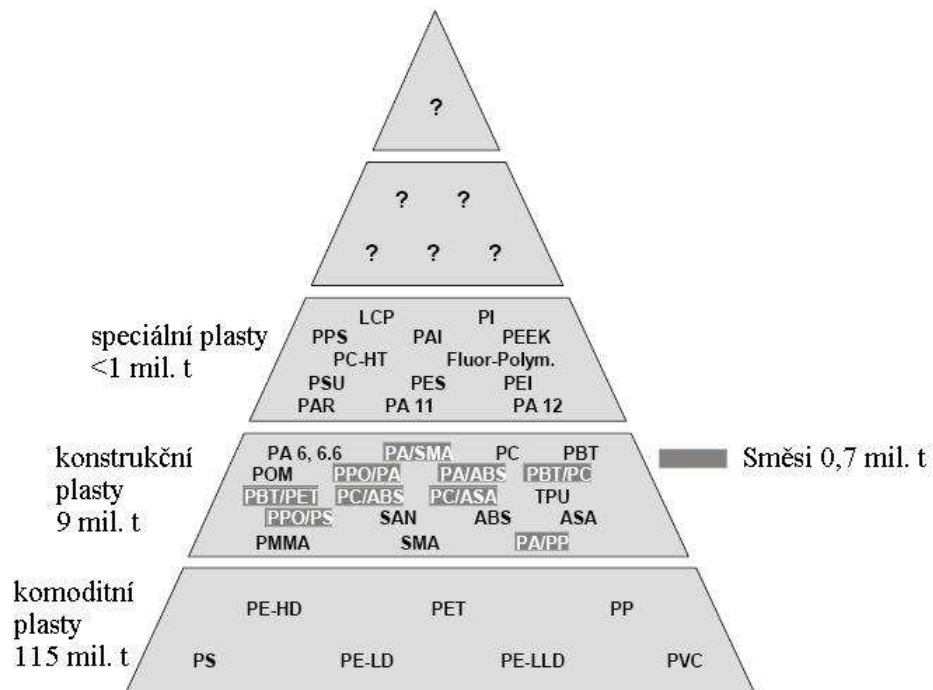 ?
? ?
? ? ?
speciální plasty
<1 mil. t
LCP PI
PPS PAI PEEK
PC-HT Fluor-Polym.
PSU PES PEI
PAR PA 11 PA 12
konstrukční
plasty
9 mil. t
PA 6, 6.6 PA/SMA PC PBT
POM PPO/PA PA/ABS PBT/PC
PBT/PET PC/ABS PC/ASA TPU
PPO/PS SAN ABS ASA
PMMA SMA PA/PP
Směsi 0,7 mil. t
komoditní
plasty
115 mil. t
PE-HD PET PP
PS PE-LD PE-LLD PVC